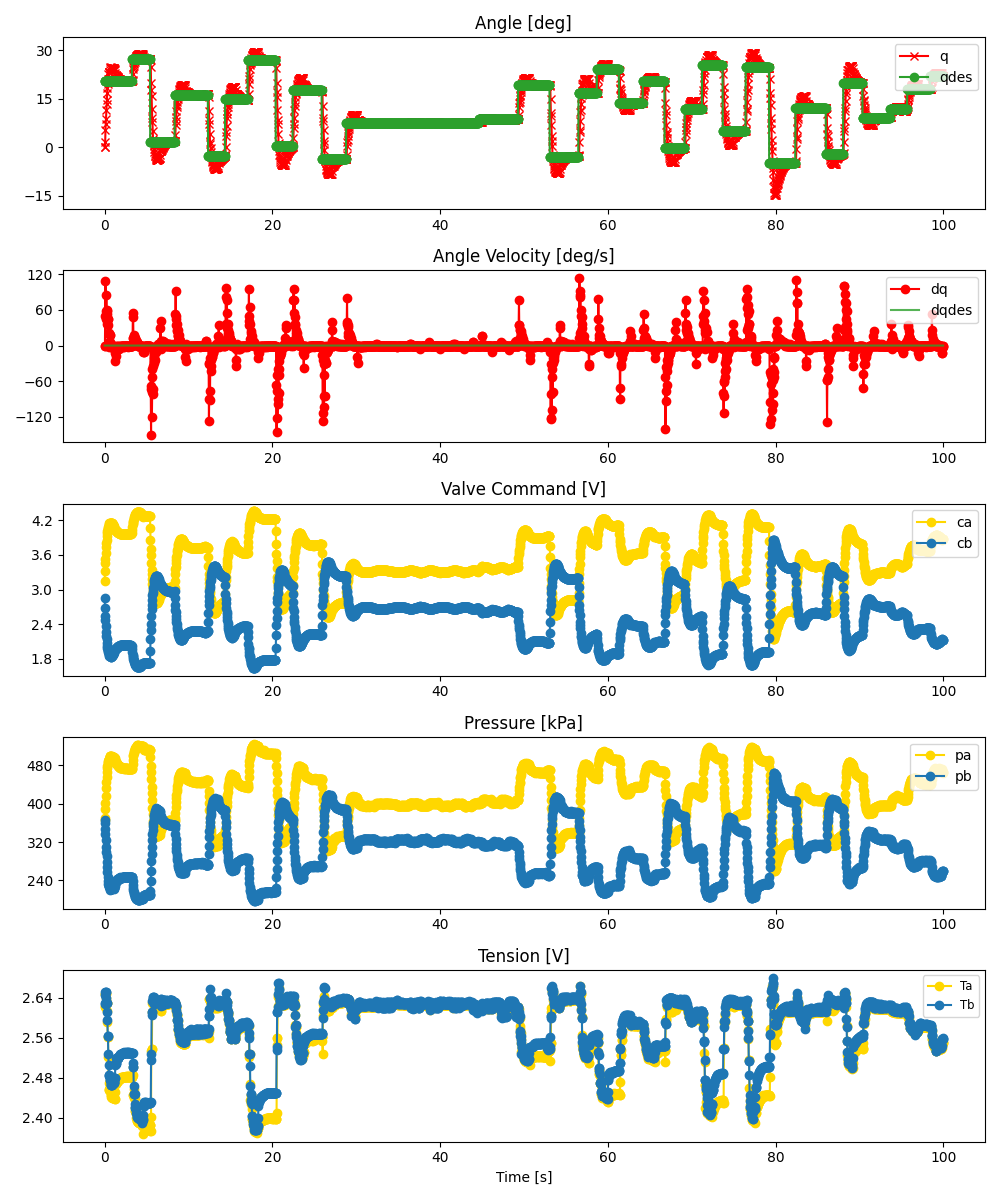 Angle [deg]
30
15
0
−15
q
qdes
0 20 40 60 80 100
Angle Velocity [deg/s]
120
60
0
−60
−120
dq
dqdes
0 20 40 60 80 100
Valve Command [V]
4.2
3.6
3.0
2.4
1.8
ca
cb
0 20 40 60 80 100
Pressure [kPa]
480
400
320
240
pa
pb
0 20 40 60 80 100
Tension [V]
2.64
2.56
2.48
2.40
Ta
Tb
0 20 40 60 80 100
Time [s]